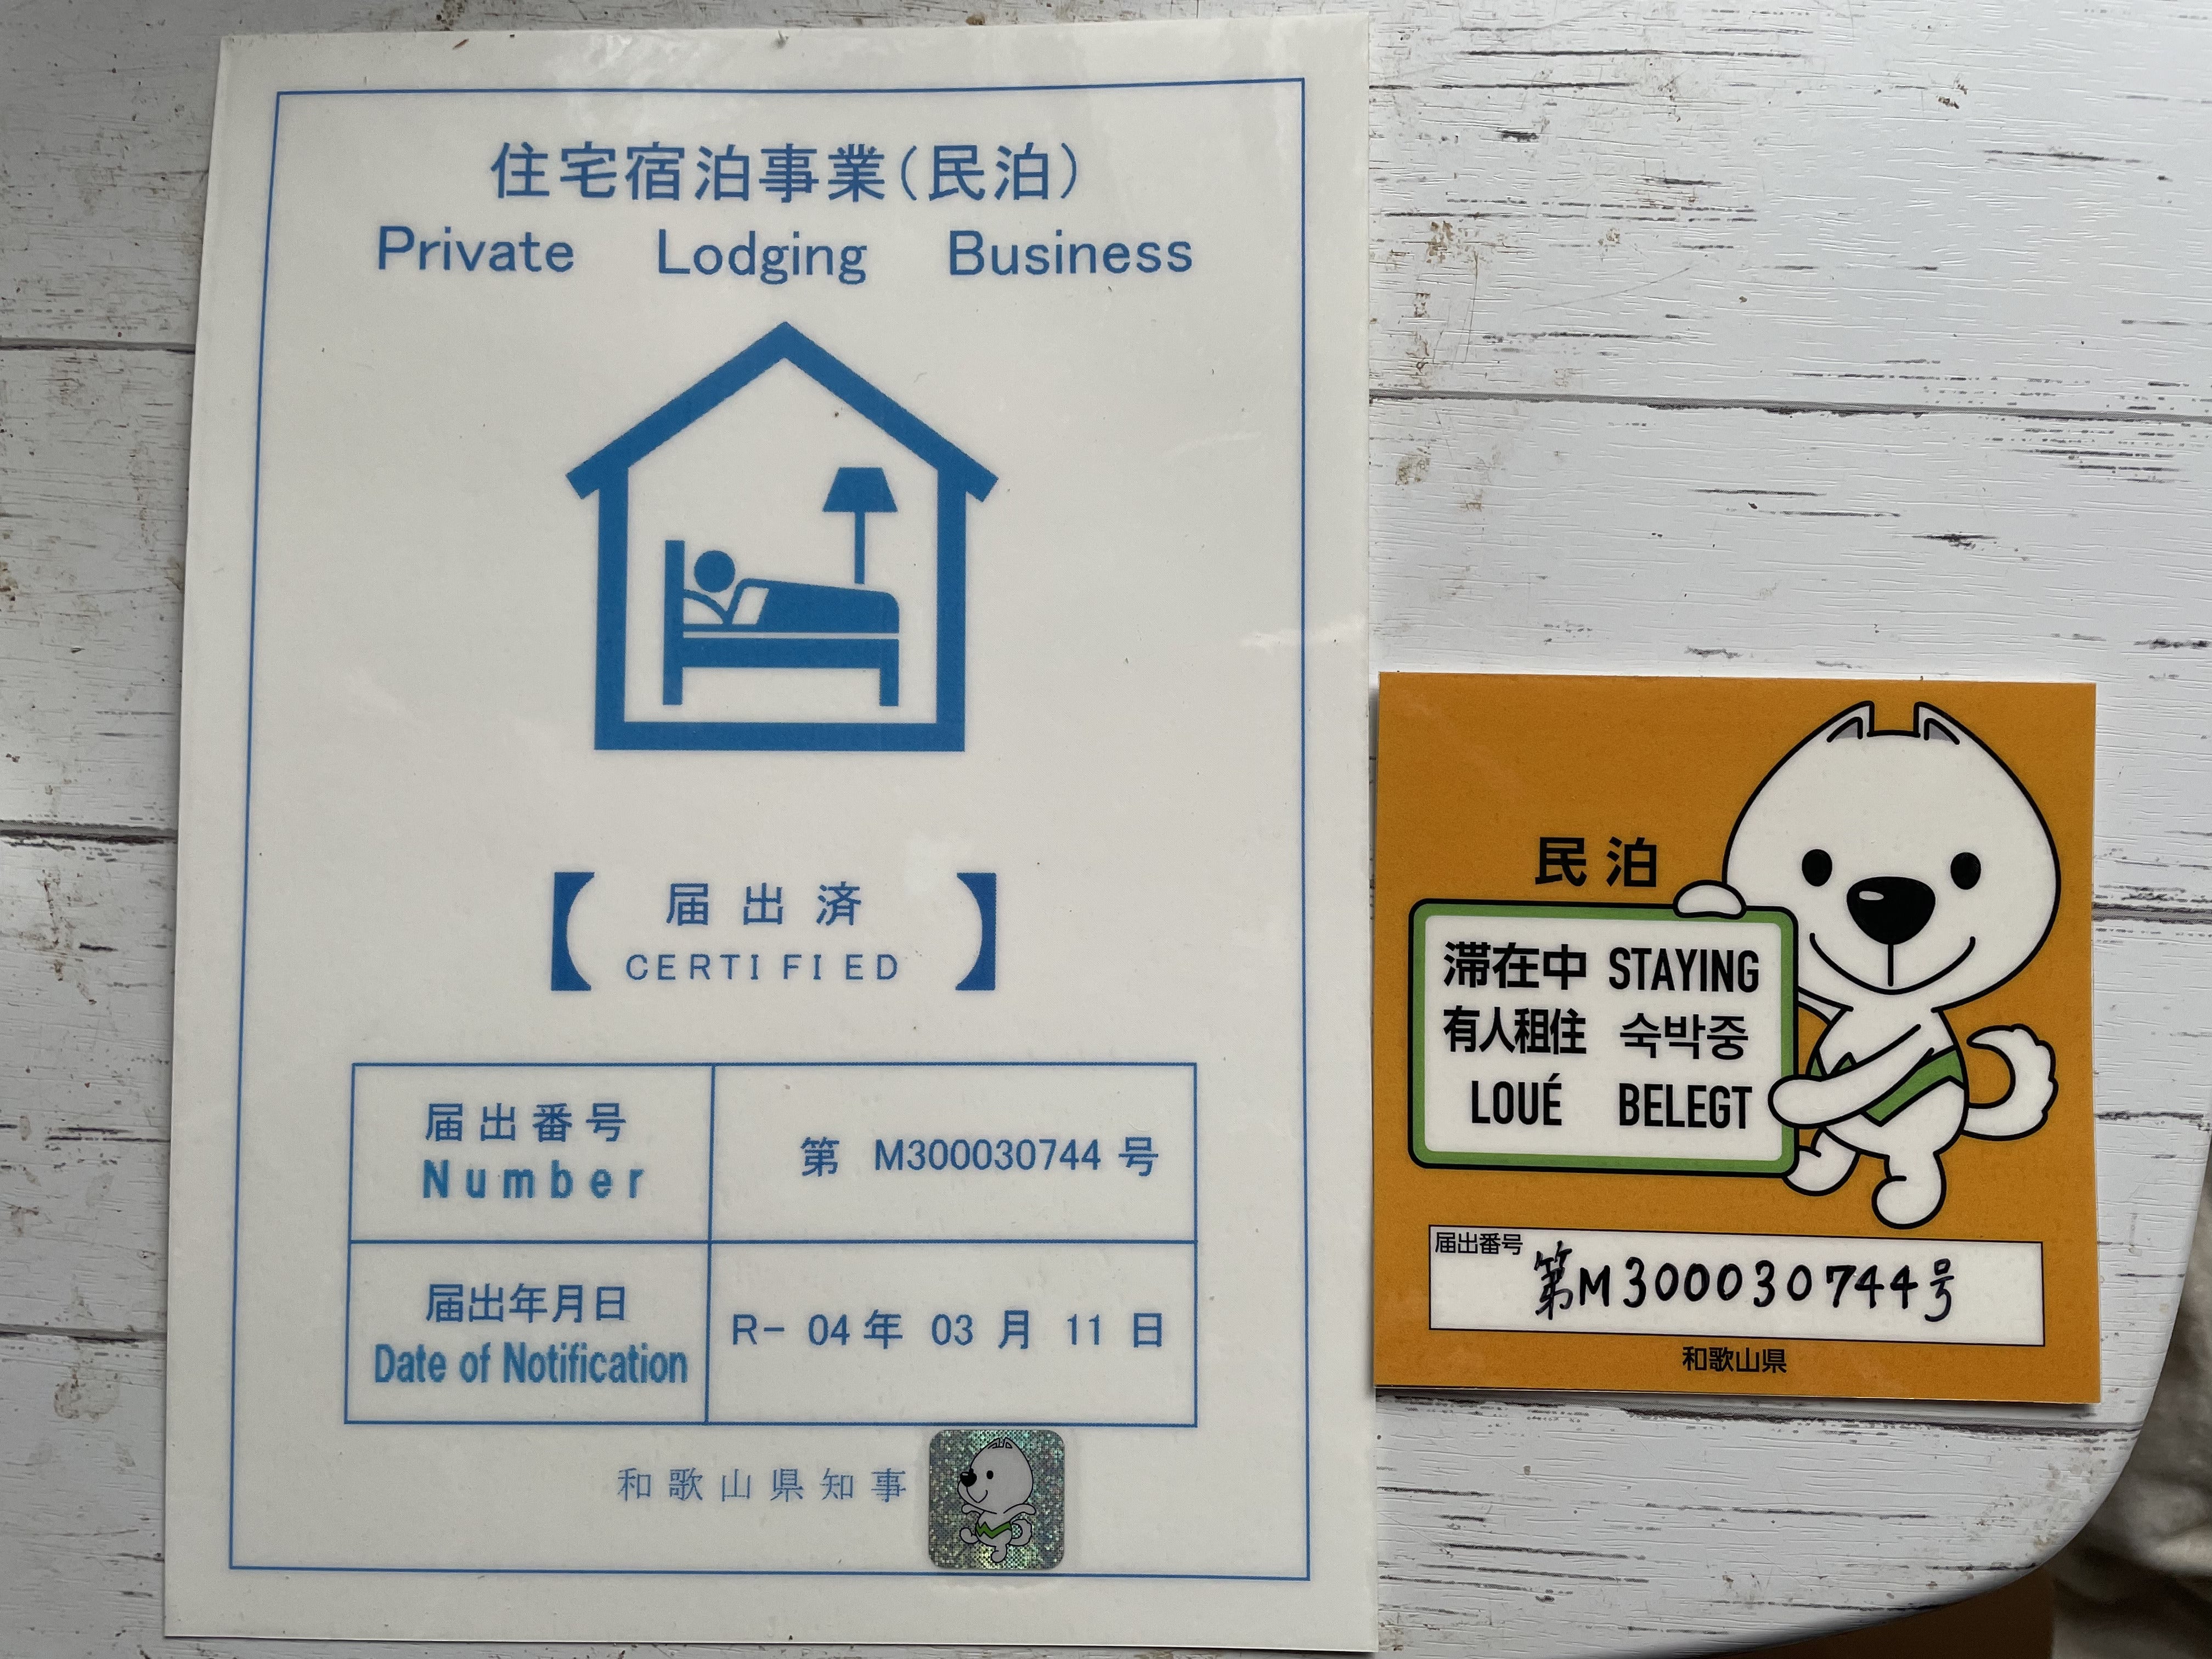 住宅宿泊事業（民泊）
Private Lodging Business
【届出済
CERTIFIED】
届出番号
Number
第 M300030744 号
届出年月日
Date of Notification
R- 04年 03 月 11 日
和歌山県知事
民泊
滞在中 STAYING
有人租住 숙박중
LOUÉ BELEGT
届出番号
第M300030744号
和歌山県